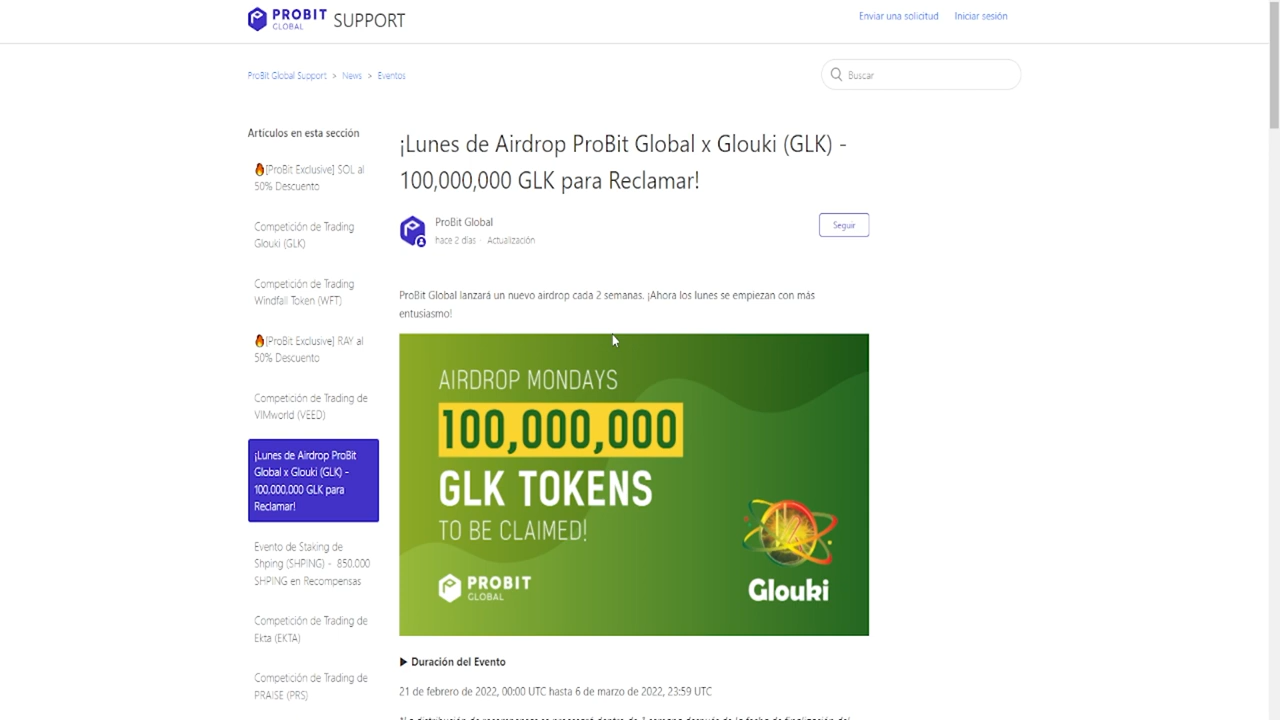 PROBIT GLOBAL SUPPORT
Enviar una solicitud Iniciar sesión
ProBit Global Support > News > Eventos
Buscar
Artículos en esta sección
🔥[ProBit Exclusive] SOL al
50% Descuento
Competición de Trading
Glouki (GLK)
Competición de Trading
Windfall Token (WFT)
🔥[ProBit Exclusive] RAY al
50% Descuento
Competición de Trading de
VIMworld (VEED)
¡Lunes de Airdrop ProBit
Global x Glouki (GLK) -
100,000,000 GLK para
Reclamar!
Evento de Staking de
Shping (SHPING) - 850,000
SHPING en Recompensas
Competición de Trading de
Ekta (EKTA)
Competición de Trading de
PRAISE (PRS)
¡Lunes de Airdrop ProBit Global x Glouki (GLK) -
100,000,000 GLK para Reclamar!
ProBit Global
hace 2 días · Actualización
Seguir
ProBit Global lanzará un nuevo airdrop cada 2 semanas. ¡Ahora los lunes se empiezan con más
entusiasmo!
AIRDROP MONDAYS
100,000,000
GLK TOKENS
TO BE CLAIMED!
PROBIT
GLOBAL
Glouki
▶ Duración del Evento
21 de febrero de 2022, 00:00 UTC hasta 6 de marzo de 2022, 23:59 UTC